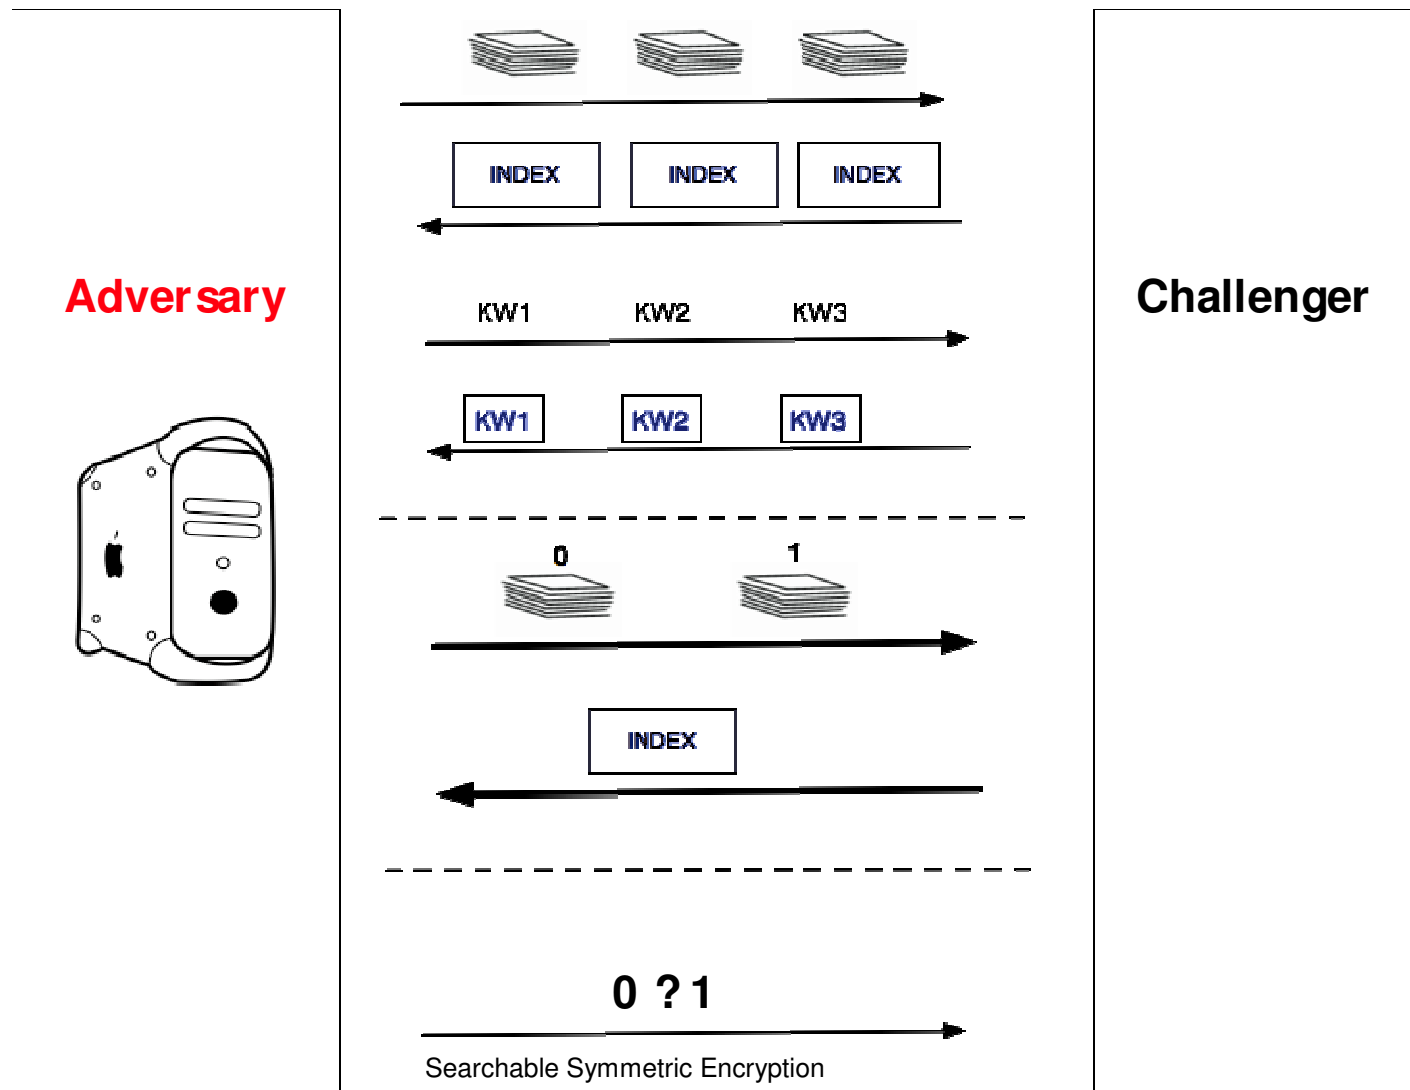 INDEX INDEX INDEX
Adversary
Challenger
KW1 KW2 KW3
KW1 KW2 KW3
0 1
INDEX
0 ? 1
Searchable Symmetric Encryption